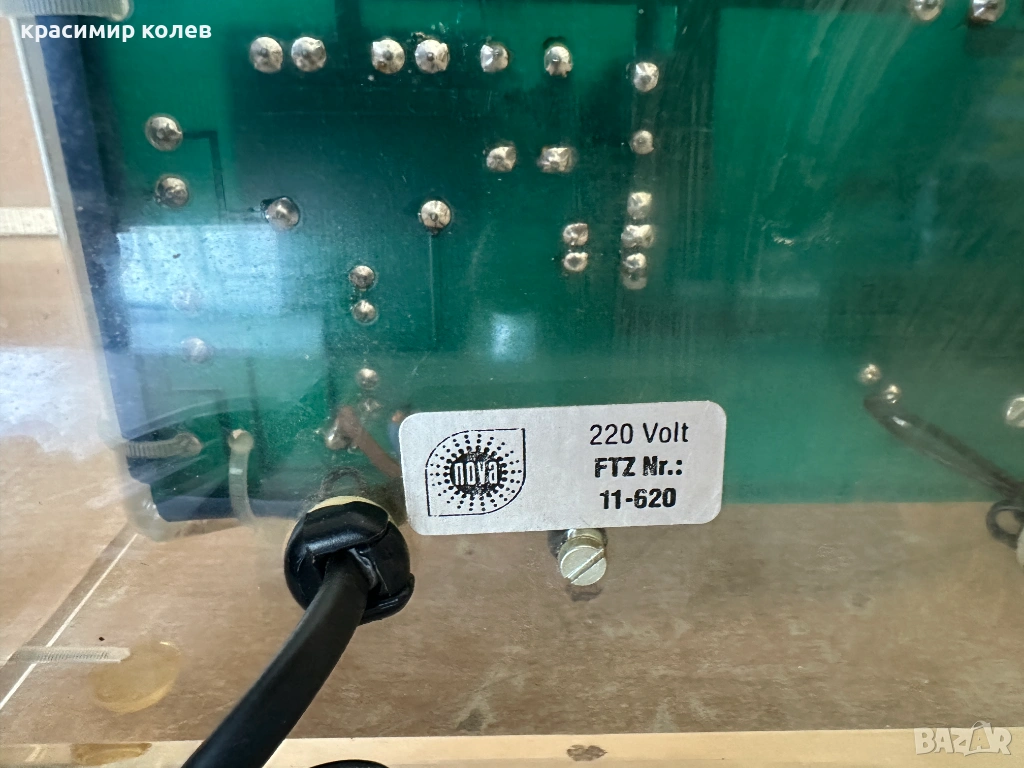 красимир колев
nova
220 Volt
FTZ Nr.:
11-620
BAZAR